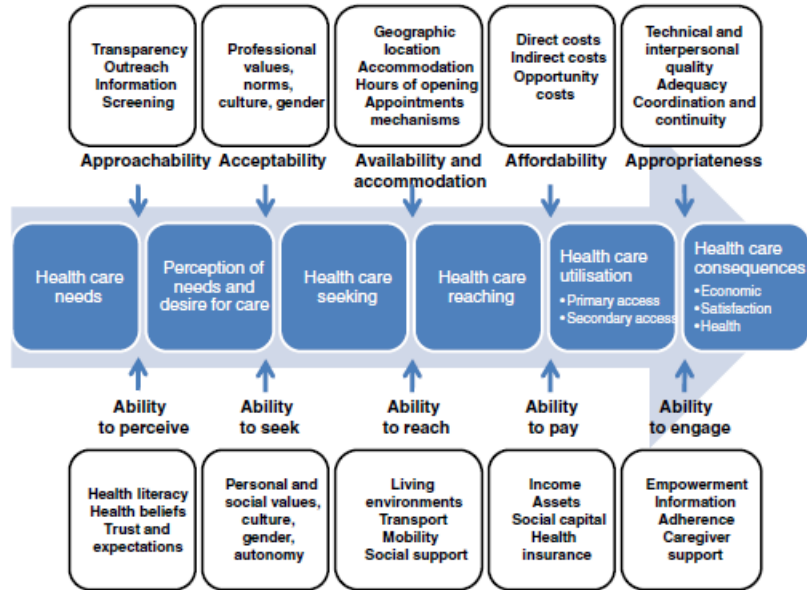 Transparency
Outreach
Information
Screening
Professional
values,
norms,
culture, gender
Geographic
location
Accommodation
Hours of opening
Appointments
mechanisms
Direct costs
Indirect costs
Opportunity
costs
Technical and
interpersonal
quality
Adequacy
Coordination and
continuity
Approachability
Acceptability
Availability and
accommodation
Affordability
Appropriateness
Health care
needs
Perception of
needs and
desire for care
Health care
seeking
Health care
reaching
Health care
utilisation
• Primary access
• Secondary access
Health care
consequences
• Economic
• Satisfaction
• Health
Ability
to perceive
Ability
to seek
Ability
to reach
Ability
to pay
Ability
to engage
Health literacy
Health beliefs
Trust and
expectations
Personal and
social values,
culture,
gender,
autonomy
Living
environments
Transport
Mobility
Social support
Income
Assets
Social capital
Health
insurance
Empowerment
Information
Adherence
Caregiver
support